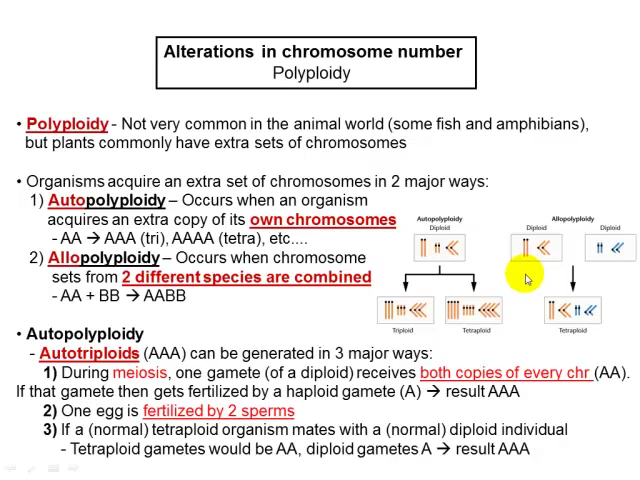 Alterations in chromosome number
Polyploidy
• Polyploidy - Not very common in the animal world (some fish and amphibians),
but plants commonly have extra sets of chromosomes
• Organisms acquire an extra set of chromosomes in 2 major ways:
1) Autopolyploidy – Occurs when an organism
acquires an extra copy of its own chromosomes
- AA → AAA (tri), AAAA (tetra), etc....
2) Allopolyploidy – Occurs when chromosome
sets from 2 different species are combined
- AA + BB → AABB
Autopolyploidy
Diploid
Triploid
Tetraploid
Allopolyploidy
Diploid
Diploid
Tetraploid
• Autopolyploidy
- Autotriploids (AAA) can be generated in 3 major ways:
1) During meiosis, one gamete (of a diploid) receives both copies of every chr (AA).
If that gamete then gets fertilized by a haploid gamete (A) → result AAA
2) One egg is fertilized by 2 sperms
3) If a (normal) tetraploid organism mates with a (normal) diploid individual
- Tetraploid gametes would be AA, diploid gametes A → result AAA